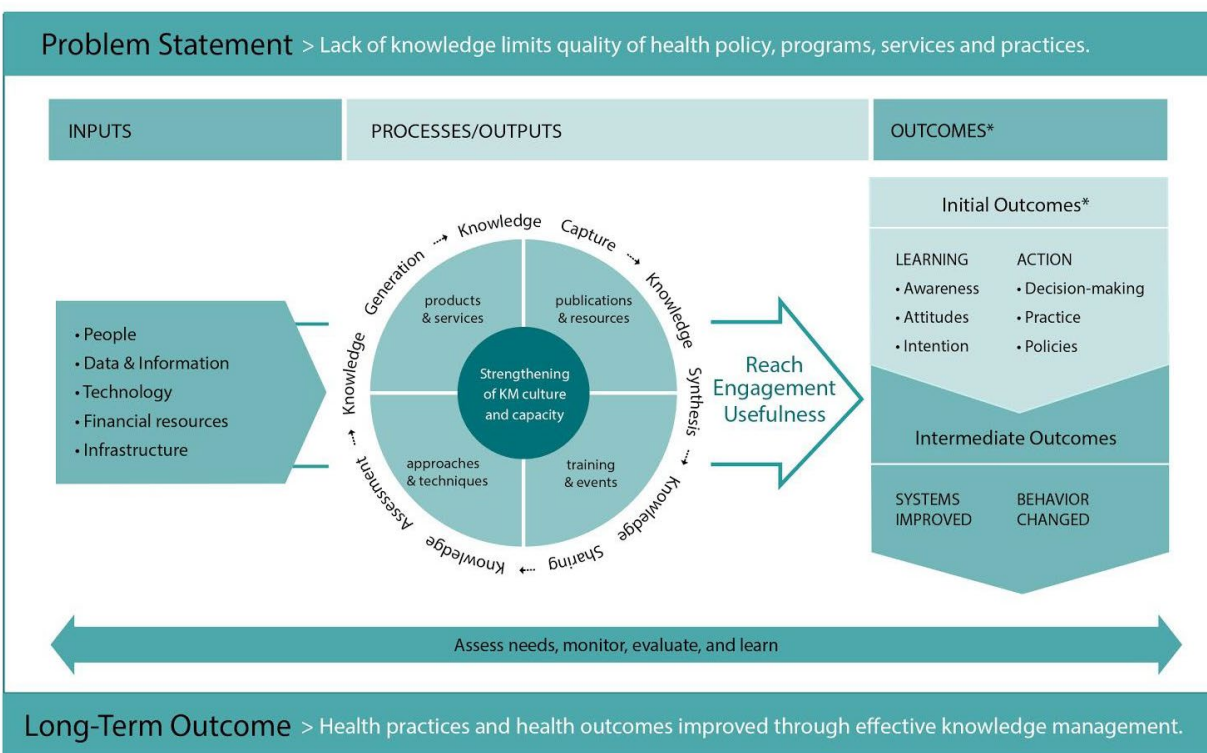 Problem Statement > Lack of knowledge limits quality of health policy, programs, services and practices.
INPUTS
PROCESSES/OUTPUTS
OUTCOMES*
• People
• Data & Information
• Technology
• Financial resources
• Infrastructure
Knowledge Generation ⇢ Knowledge Capture ⇢ Knowledge Synthesis ⇢ Knowledge Sharing ⇢ Knowledge Assessment ⇢
products
& services
publications
& resources
Strengthening
of KM culture
and capacity
approaches
& techniques
training
& events
Reach
Engagement
Usefulness
Initial Outcomes*
LEARNING
• Awareness
• Attitudes
• Intention
ACTION
• Decision-making
• Practice
• Policies
Intermediate Outcomes
SYSTEMS
IMPROVED
BEHAVIOR
CHANGED
Assess needs, monitor, evaluate, and learn
Long-Term Outcome > Health practices and health outcomes improved through effective knowledge management.